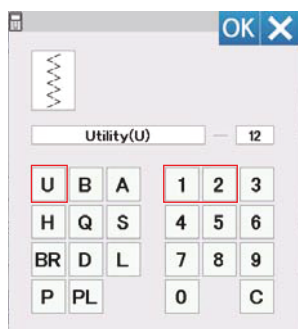 OK
Utility(U) — 12
U B A 1 2 3
H Q S 4 5 6
BR D L 7 8 9
P PL 0 C